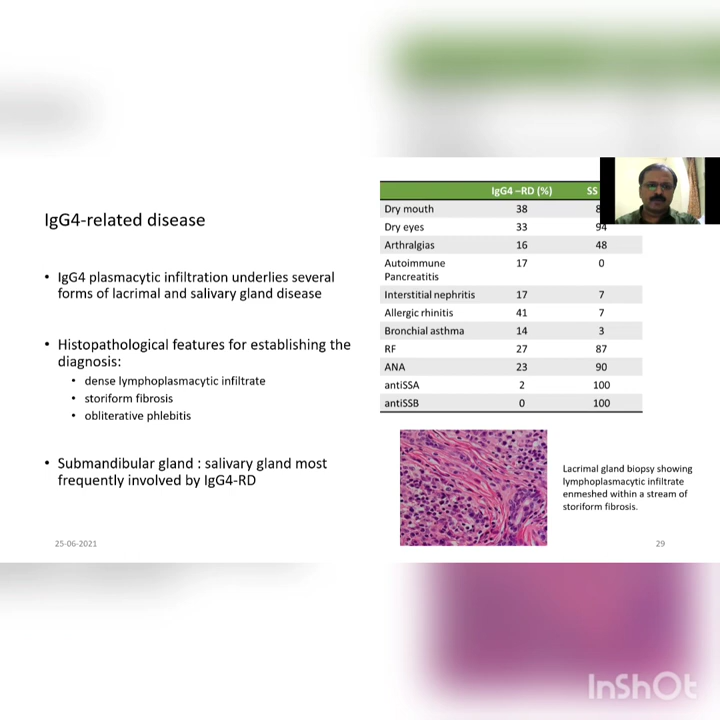 IgG4-related disease
• IgG4 plasmacytic infiltration underlies several
forms of lacrimal and salivary gland disease
• Histopathological features for establishing the
diagnosis:
• dense lymphoplasmacytic infiltrate
• storiform fibrosis
• obliterative phlebitis
• Submandibular gland : salivary gland most
frequently involved by IgG4-RD
25-06-2021
IgG4 –RD (%) SS
Dry mouth 38 8
Dry eyes 33 94
Arthralgias 16 48
Autoimmune
Pancreatitis 17 0
Interstitial nephritis 17 7
Allergic rhinitis 41 7
Bronchial asthma 14 3
RF 27 87
ANA 23 90
antiSSA 2 100
antiSSB 0 100
Lacrimal gland biopsy showing
lymphoplasmacytic infiltrate
enmeshed within a stream of
storiform fibrosis.
29
InShOt